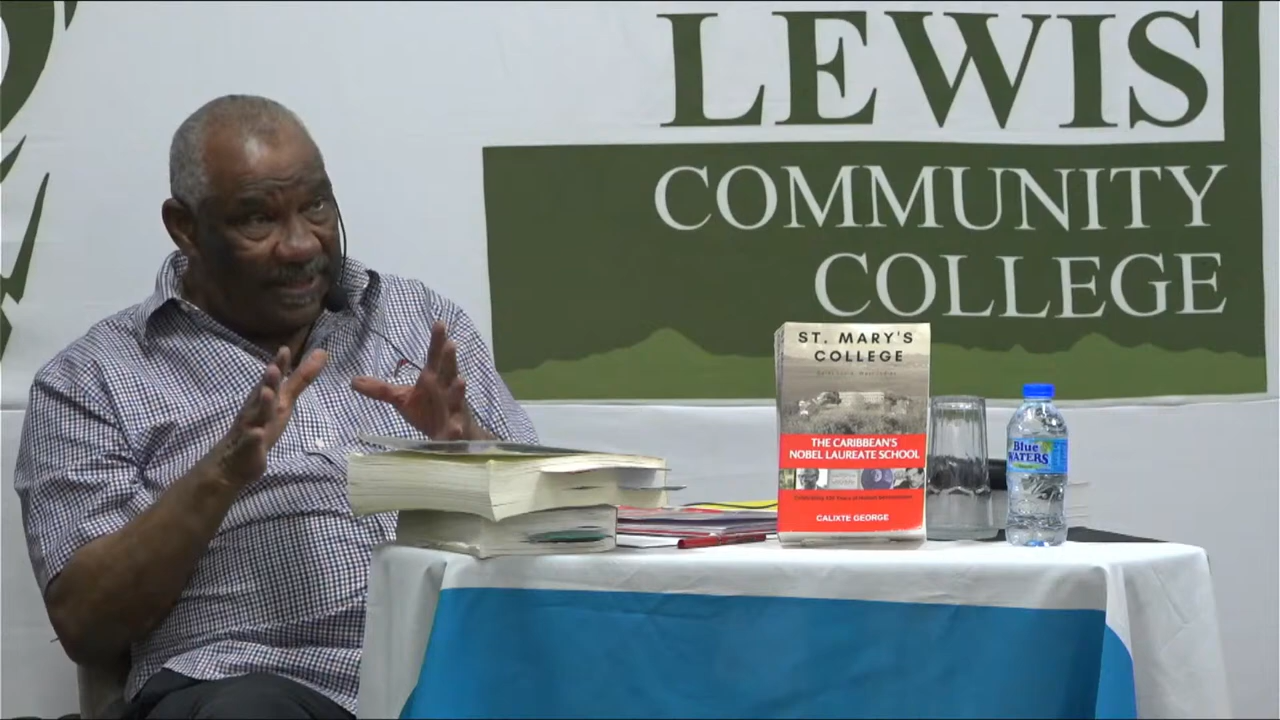 LEWIS
COMMUNITY
COLLEGE
ST. MARY'S
COLLEGE
THE CARIBBEAN'S
NOBEL LAUREATE SCHOOL
CALIXTE GEORGE
Blue
WATERS